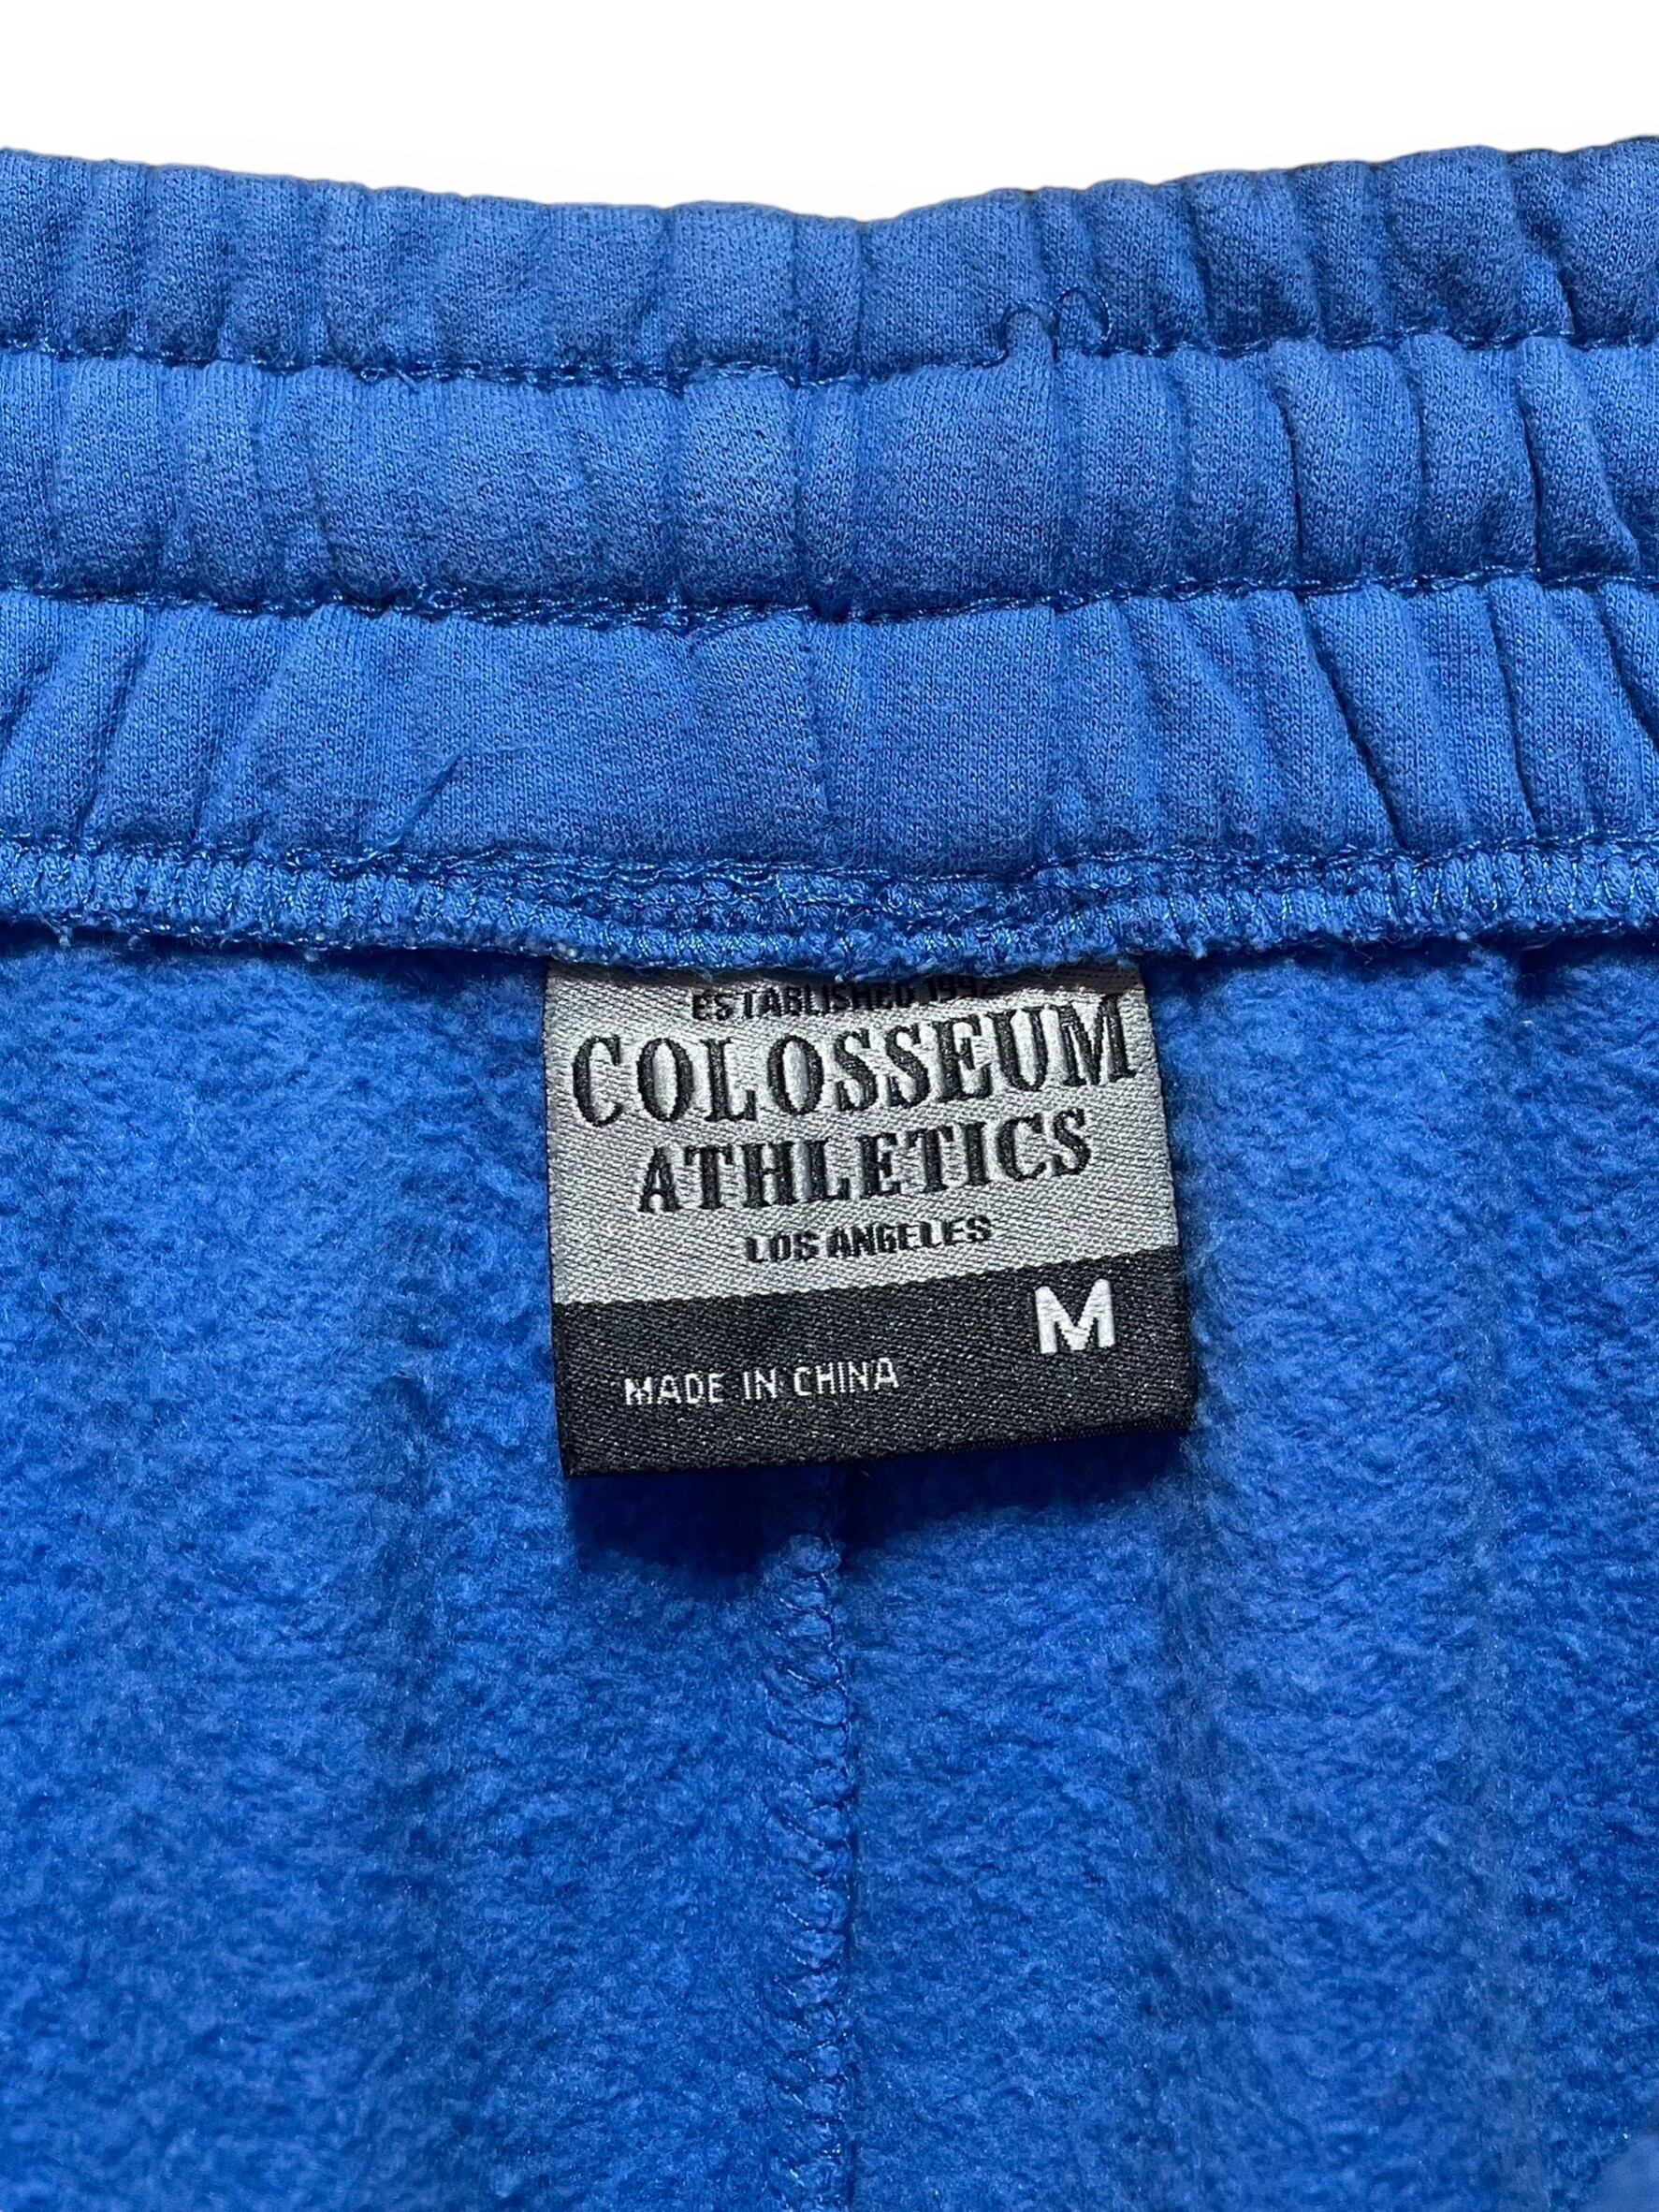 ESTABLISHED 1992
COLOSSEUM
ATHLETICS
LOS ANGELES
M
MADE IN CHINA